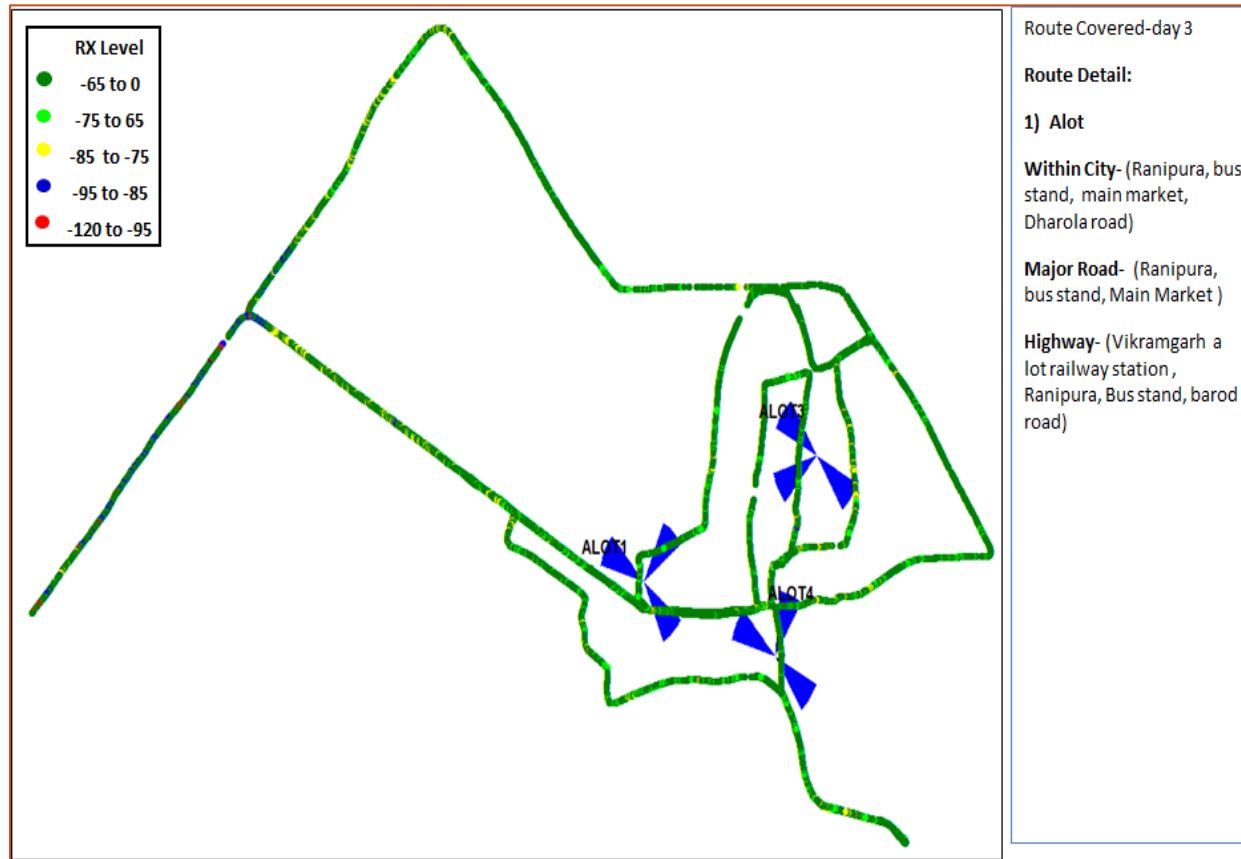 RX Level
-65 to 0
-75 to 65
-85 to -75
-95 to -85
-120 to -95
ALOT3
ALOT1
ALOT4
Route Covered-day 3
Route Detail:
1) Alot
Within City- (Ranipura, bus
stand, main market,
Dharola road)
Major Road- (Ranipura,
bus stand, Main Market )
Highway- (Vikramgarh a
lot railway station ,
Ranipura, Bus stand, barod
road)